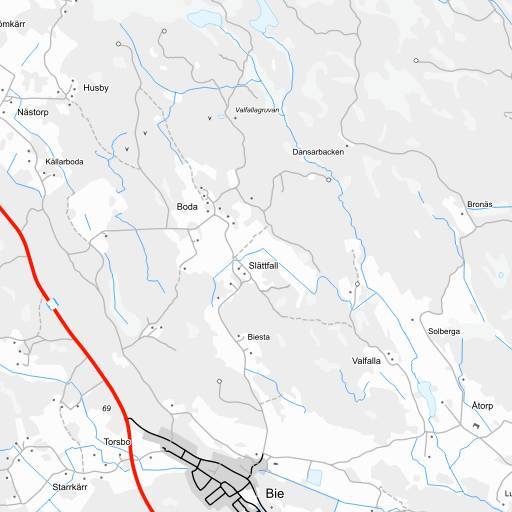 Husby
Nästorp
Valfallagruvan
Dansarbacken
Källarboda
Boda
Bronäs
Slättfall
Solberga
Biesta
Valfalla
69
Åtorp
Torsbo
Starrkärr
Bie